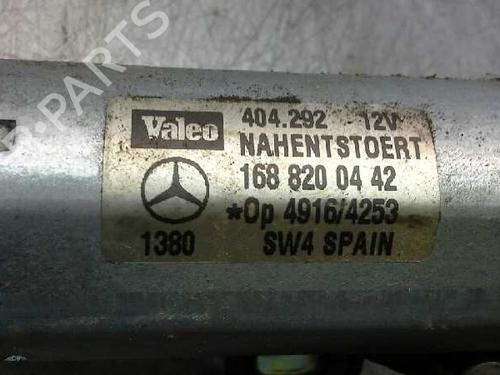 PARTS
Valeo 404.292 12V
NAHENTSTOERT
168 820 04 42
*Op 4916/4253
1380 SW4 SPAIN